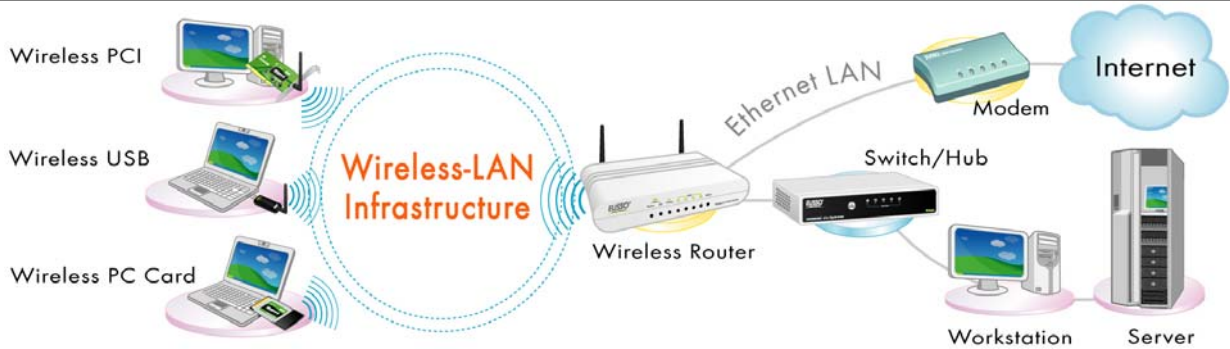 Wireless PCI
Wireless USB
Wireless PC Card
Wireless-LAN
Infrastructure
Wireless Router
Ethernet LAN
Modem
Internet
Switch/Hub
Workstation
Server